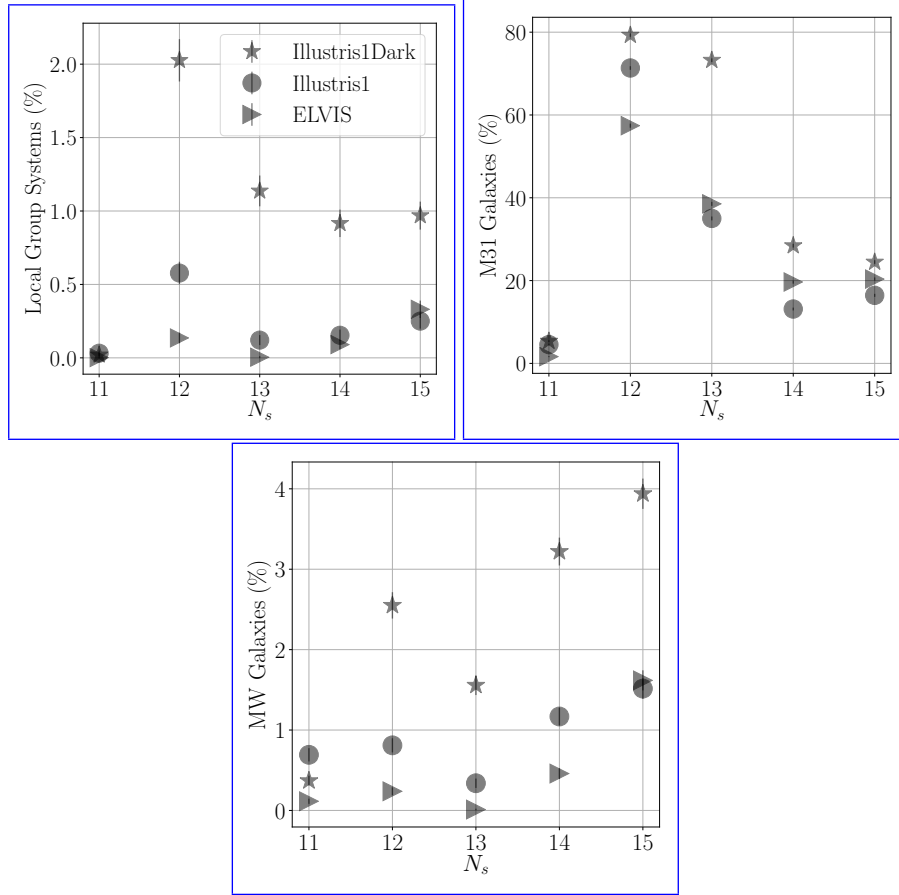 Local Group Systems (%)
2.0
1.5
1.0
0.5
0.0
Illustris1Dark
Illustris1
ELVIS
11 12 13 14 15
N_s
M31 Galaxies (%)
80
60
40
20
0
11 12 13 14 15
N_s
MW Galaxies (%)
4
3
2
1
0
11 12 13 14 15
N_s